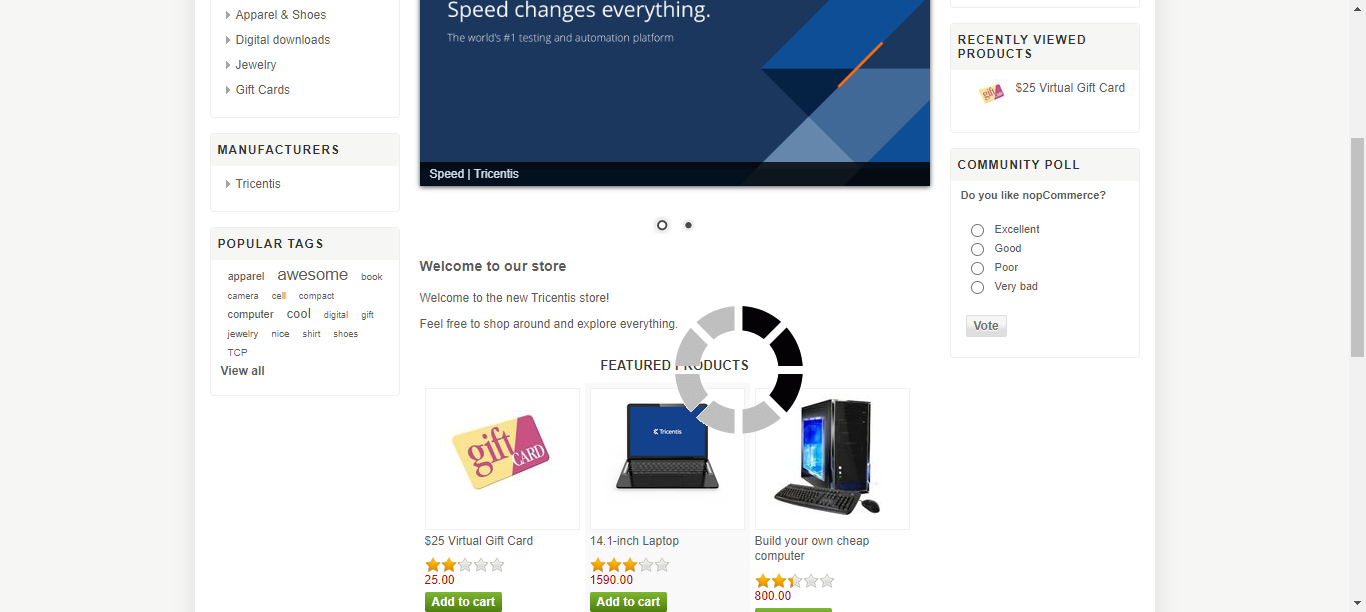 Apparel & Shoes
Digital downloads
Jewelry
Gift Cards
MANUFACTURERS
Tricentis
POPULAR TAGS
apparel awesome book
camera cell compact
computer cool digital gift
jewelry nice shirt shoes
TCP
View all
Speed changes everything.
The world's #1 testing and automation platform
Speed | Tricentis
Welcome to our store
Welcome to the new Tricentis store!
Feel free to shop around and explore everything.
FEATURED PRODUCTS
gift CARD
Tricentis
$25 Virtual Gift Card
25.00
Add to cart
14.1-inch Laptop
1590.00
Add to cart
Build your own cheap
computer
800.00
RECENTLY VIEWED
PRODUCTS
gift
$25 Virtual Gift Card
COMMUNITY POLL
Do you like nopCommerce?
Excellent
Good
Poor
Very bad
Vote